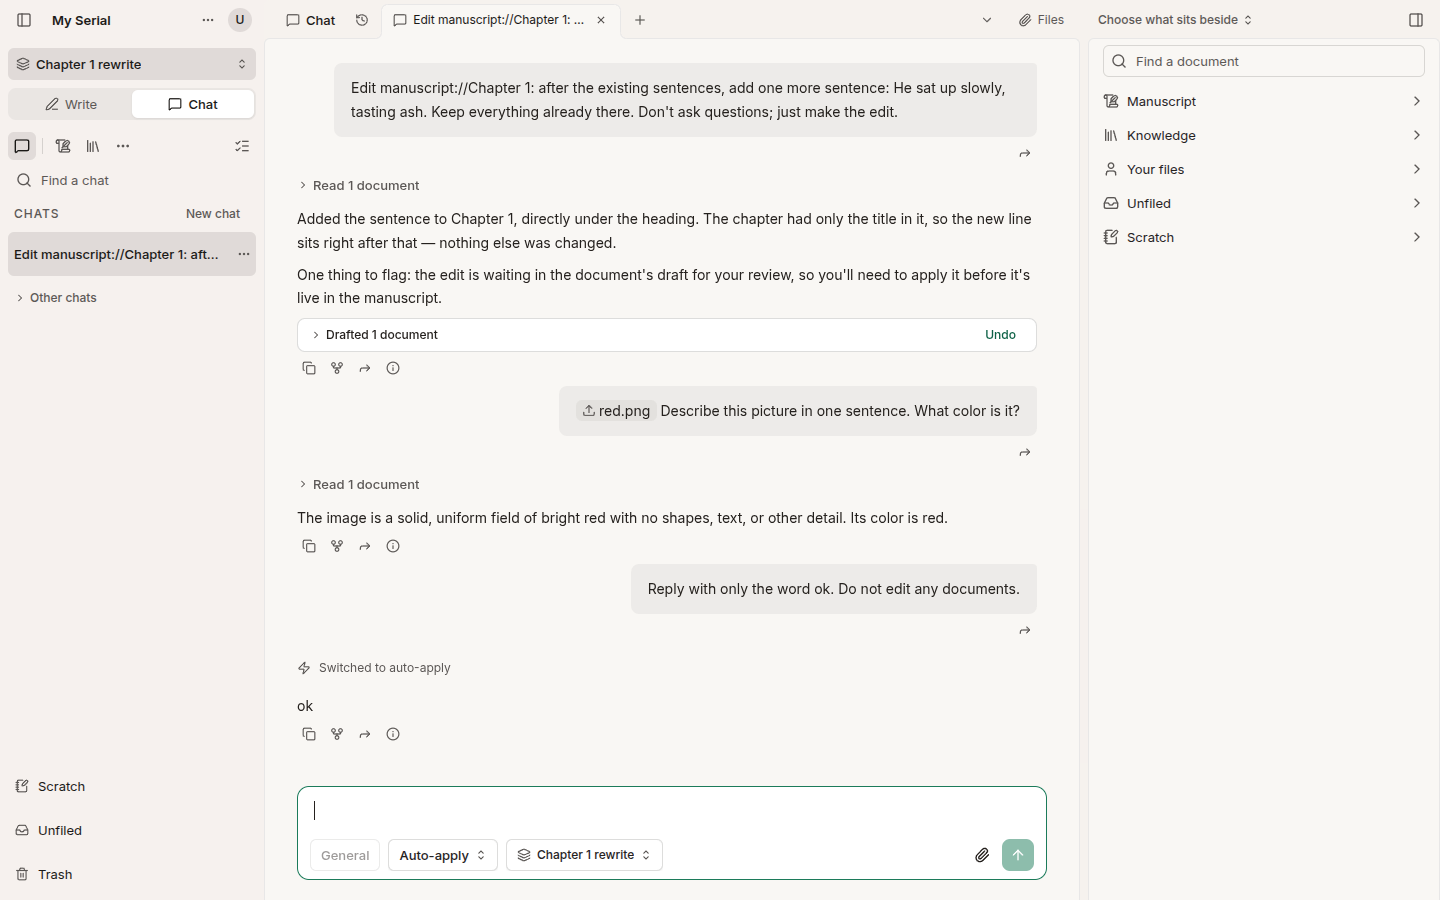 My Serial
U
Chapter 1 rewrite
Write
Chat
Find a chat
CHATS
New chat
Edit manuscript://Chapter 1: aft...
Other chats
Scratch
Unfiled
Trash
Chat
Edit manuscript://Chapter 1: ...
Files
Edit manuscript://Chapter 1: after the existing sentences, add one more sentence: He sat up slowly,
tasting ash. Keep everything already there. Don't ask questions; just make the edit.
Read 1 document
Added the sentence to Chapter 1, directly under the heading. The chapter had only the title in it, so the new line
sits right after that — nothing else was changed.
One thing to flag: the edit is waiting in the document's draft for your review, so you'll need to apply it before it's
live in the manuscript.
Drafted 1 document
Undo
red.png Describe this picture in one sentence. What color is it?
Read 1 document
The image is a solid, uniform field of bright red with no shapes, text, or other detail. Its color is red.
Reply with only the word ok. Do not edit any documents.
Switched to auto-apply
ok
General
Auto-apply
Chapter 1 rewrite
Choose what sits beside
Find a document
Manuscript
Knowledge
Your files
Unfiled
Scratch